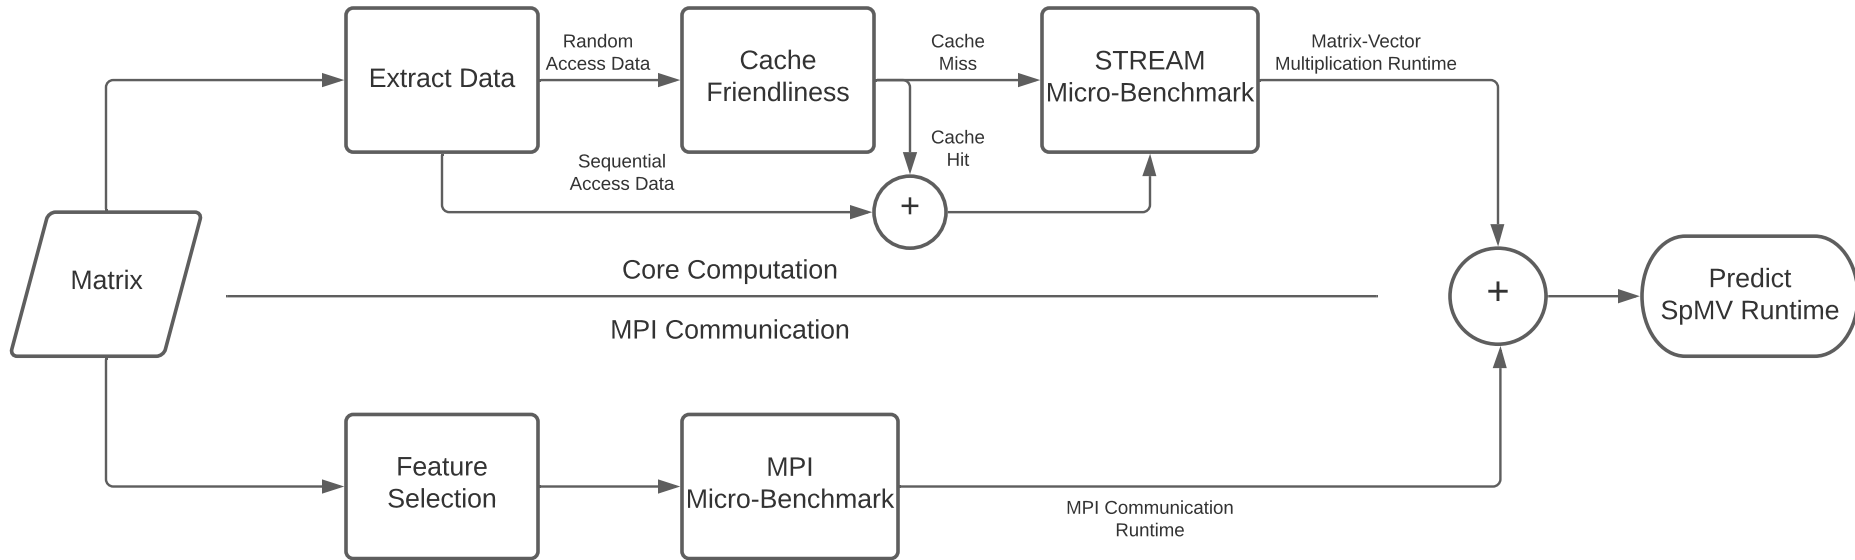 Extract Data
Random
Access Data
Cache
Friendliness
Cache
Miss
STREAM
Micro-Benchmark
Matrix-Vector
Multiplication Runtime
Cache
Hit
Sequential
Access Data
+
Matrix
Core Computation
MPI Communication
+
Predict
SpMV Runtime
Feature
Selection
MPI
Micro-Benchmark
MPI Communication
Runtime